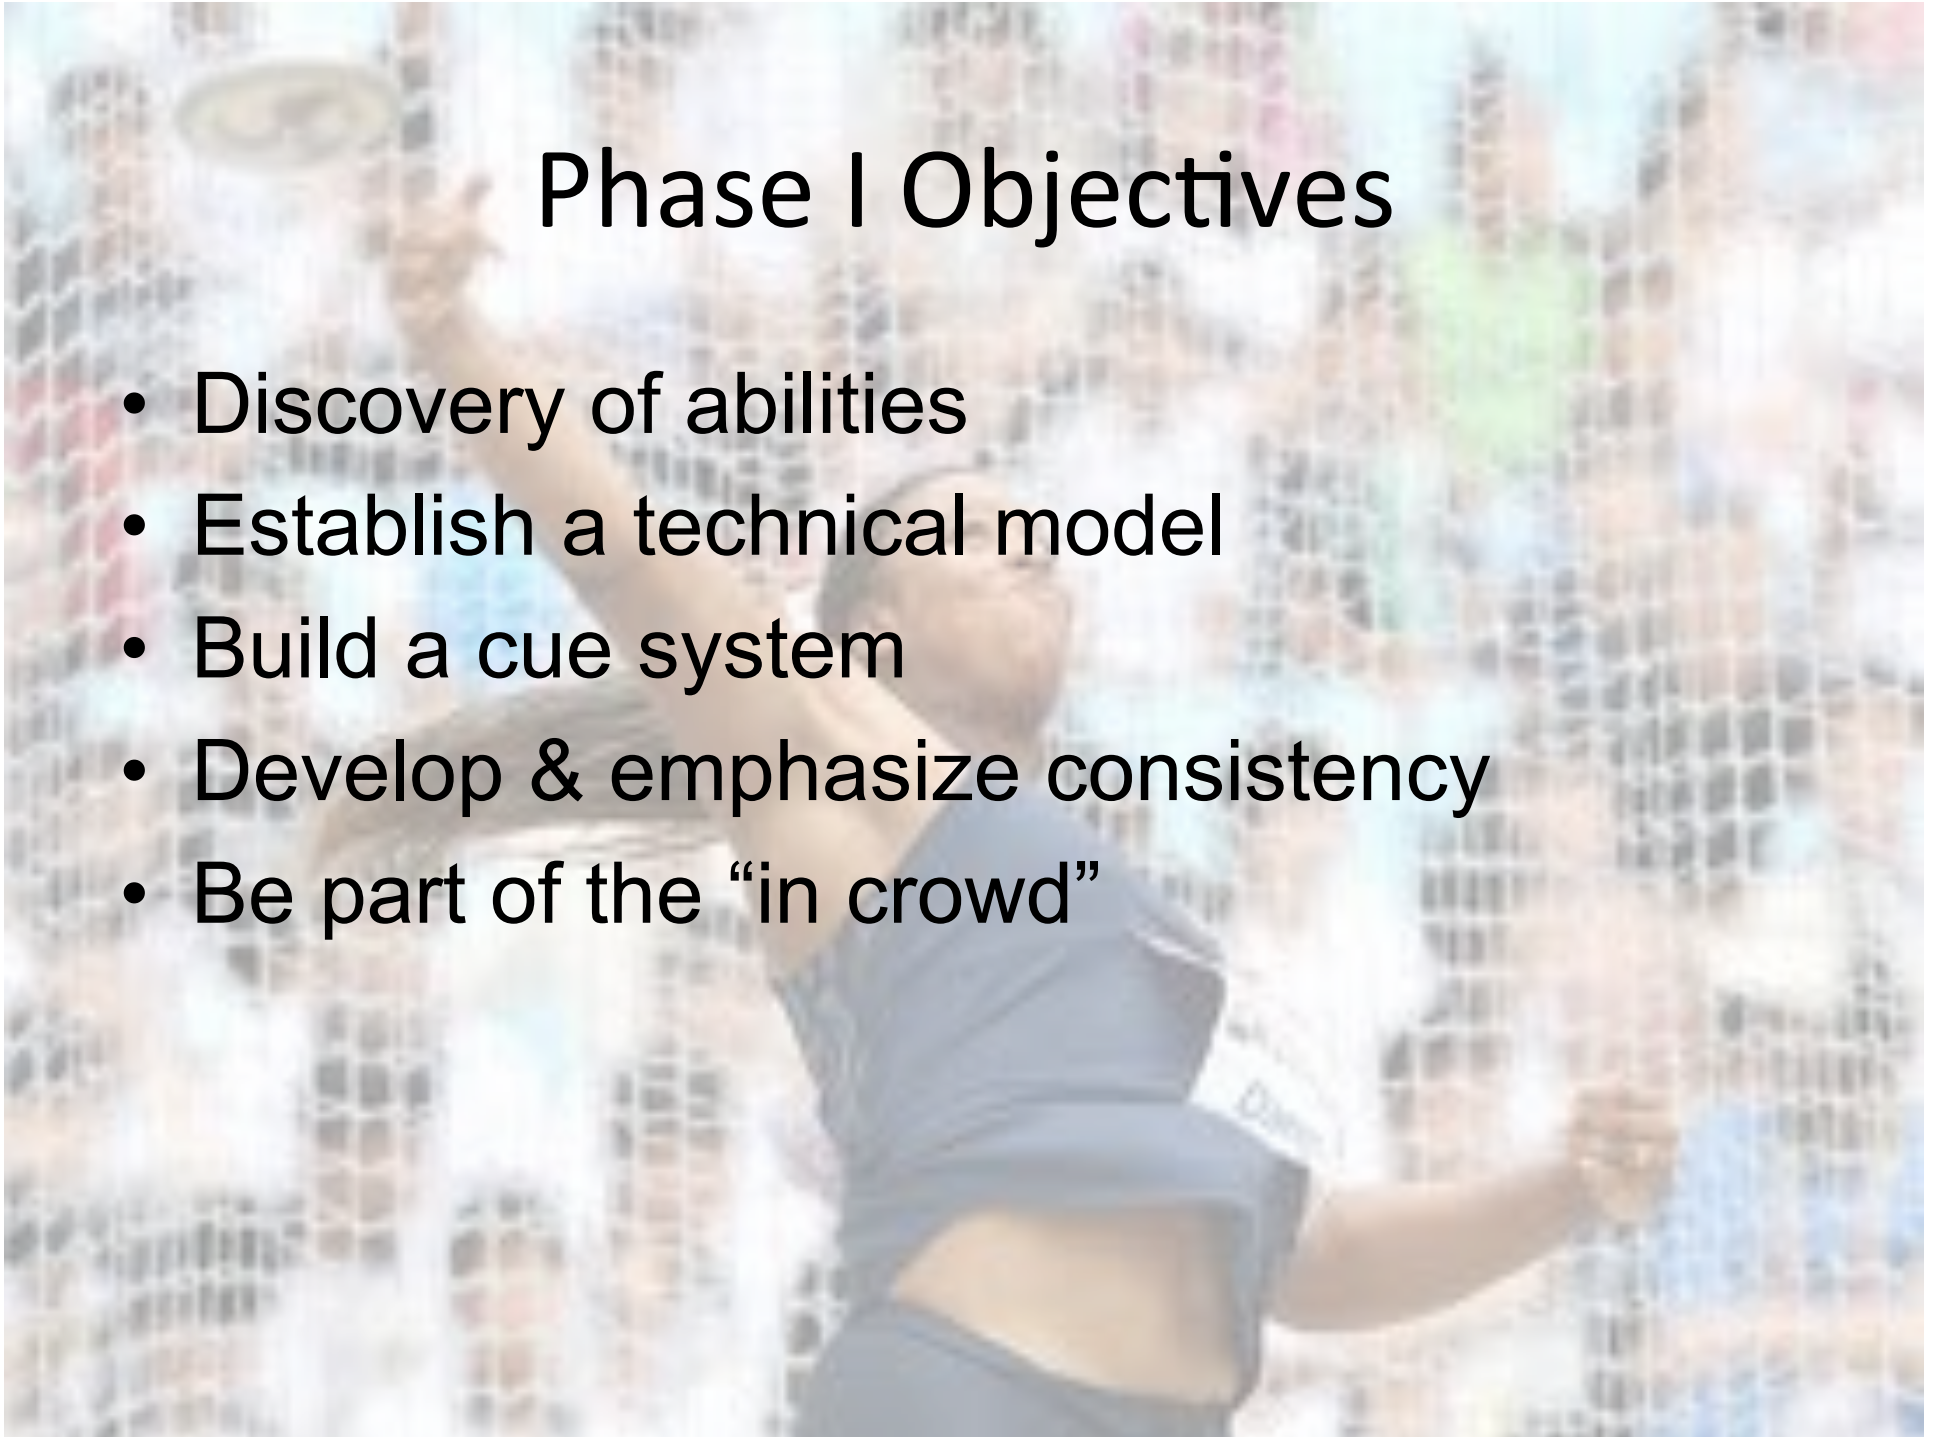 Phase I Objectives
• Discovery of abilities
• Establish a technical model
• Build a cue system
• Develop & emphasize consistency
• Be part of the “in crowd”